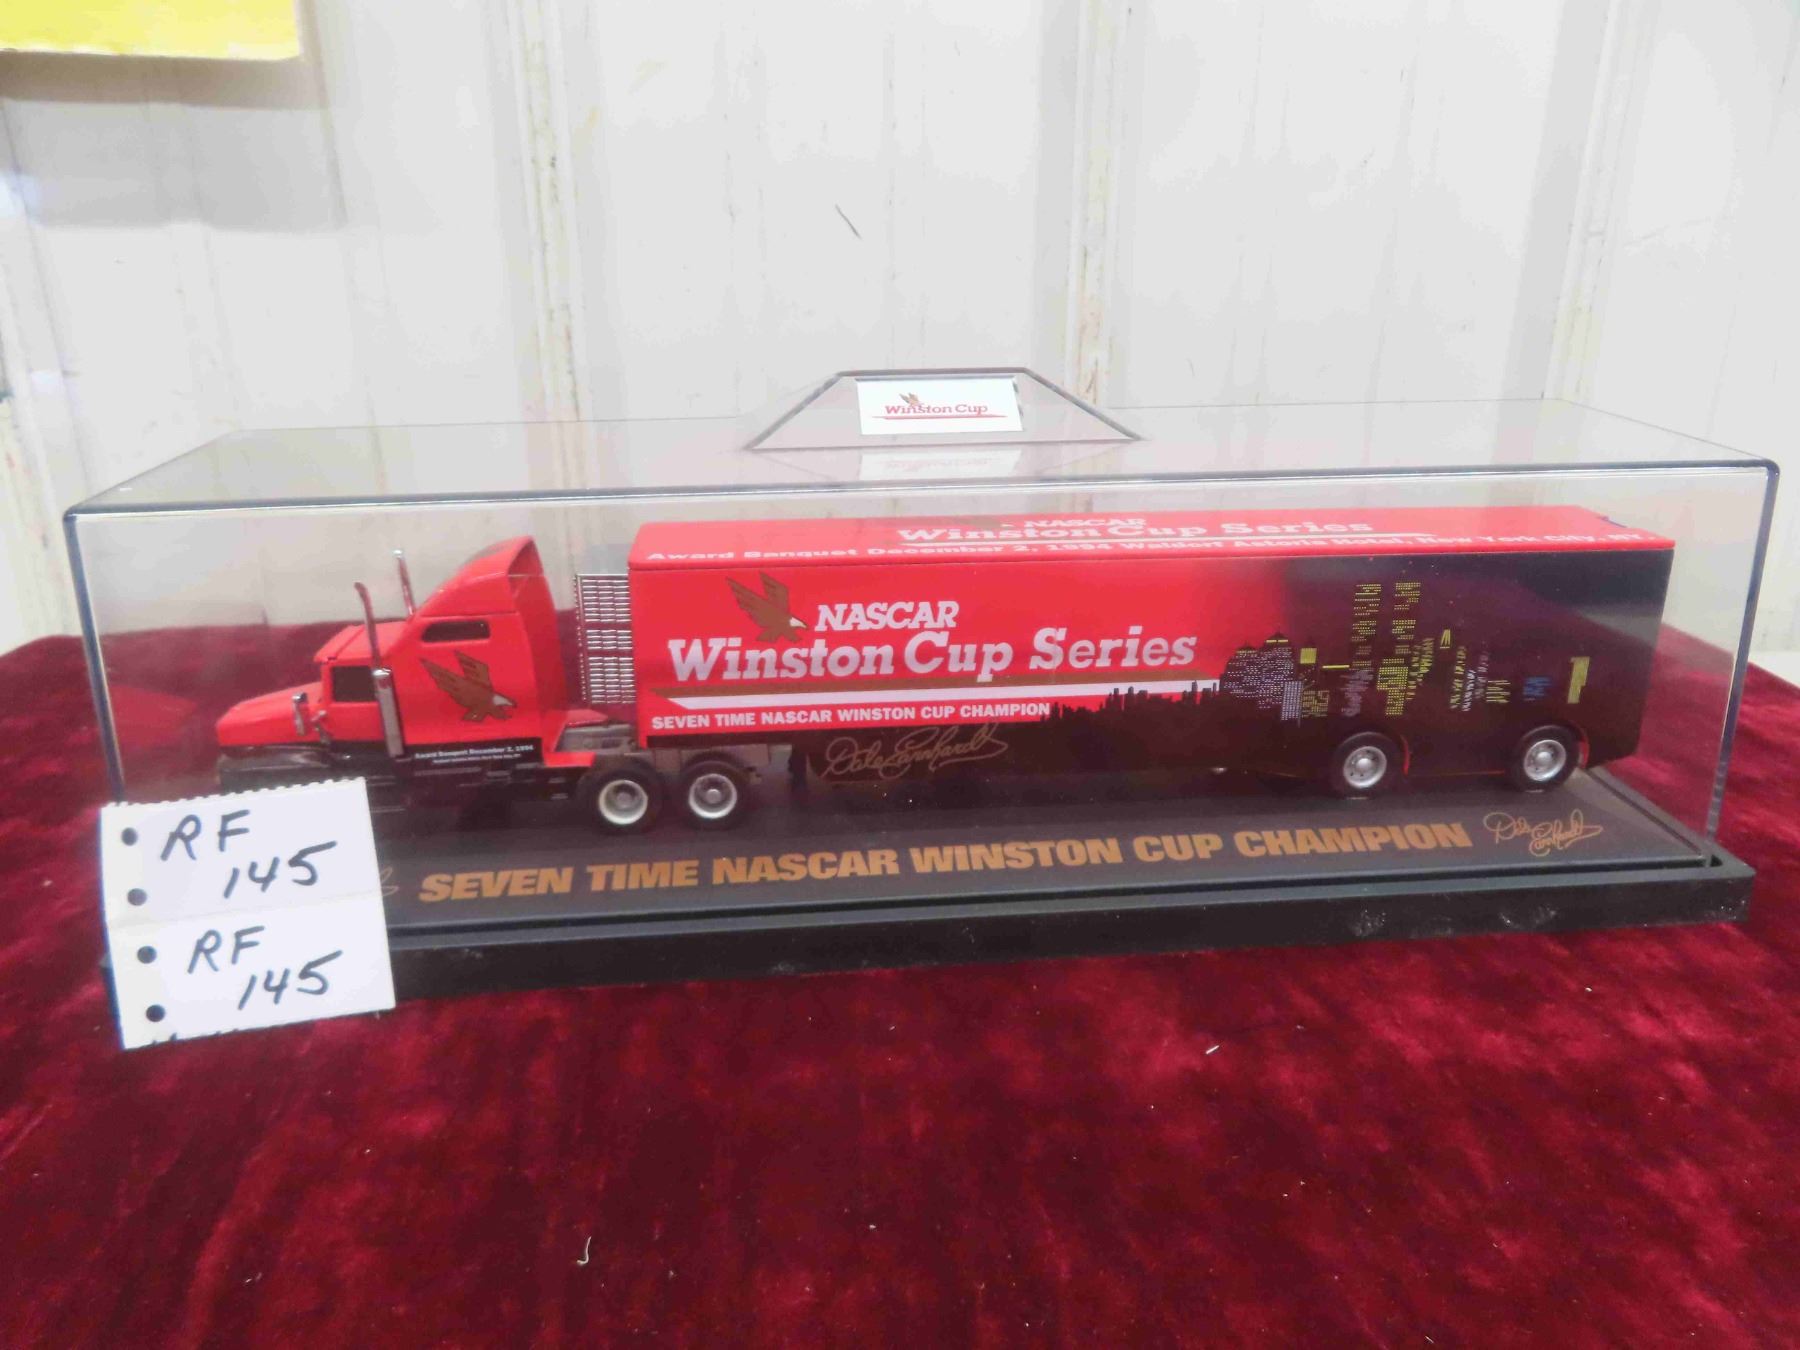 Winston Cup
NASCAR
Winston Cup Series
Award Banquet December 2, 1994 Waldorf Astoria Hotel, New York City, NY.
NASCAR
Winston Cup Series
SEVEN TIME NASCAR WINSTON CUP CHAMPION
Dale Earnhardt
Award Banquet December 2, 1994
SEVEN TIME NASCAR WINSTON CUP CHAMPION
Dale Earnhardt
RF
145
RF
145